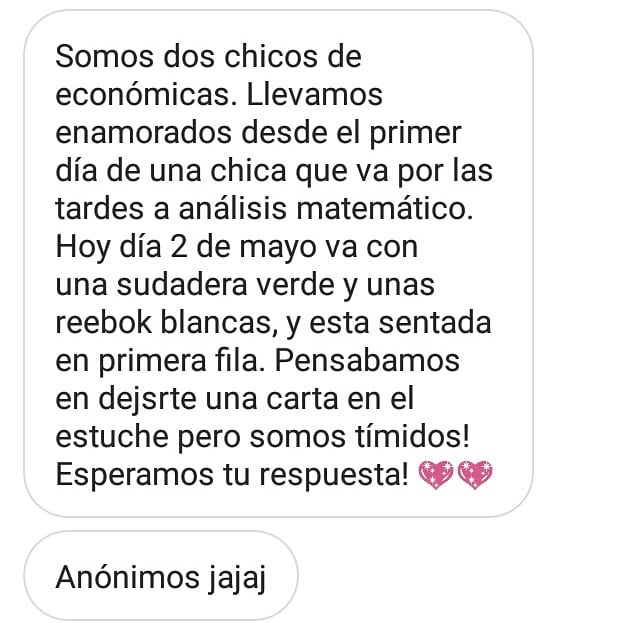 Somos dos chicos de
económicas. Llevamos
enamorados desde el primer
día de una chica que va por las
tardes a análisis matemático.
Hoy día 2 de mayo va con
una sudadera verde y unas
reebok blancas, y esta sentada
en primera fila. Pensabamos
en dejsrte una carta en el
estuche pero somos tímidos!
Esperamos tu respuesta! 💖💖
Anónimos jajaj